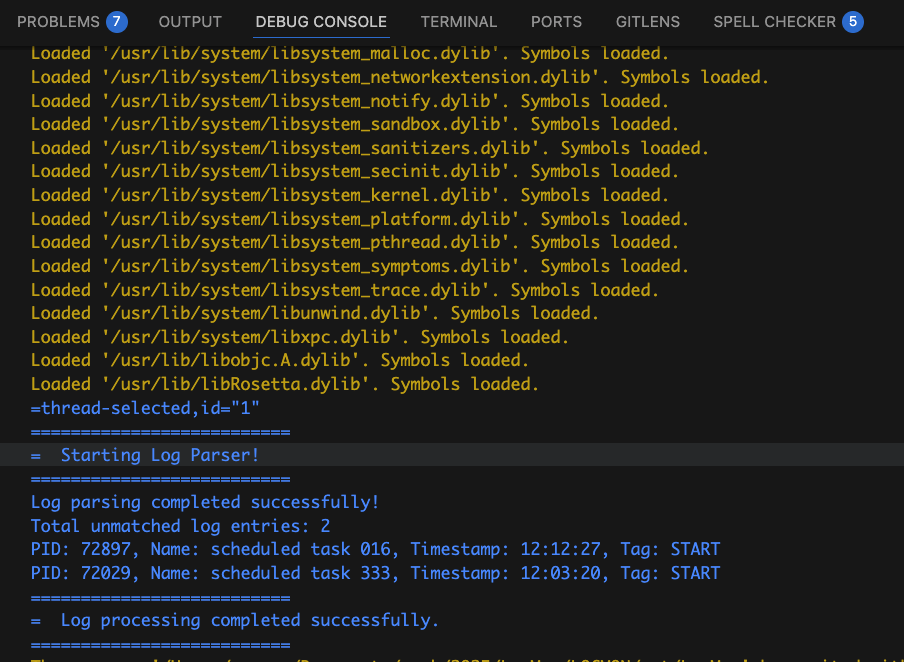 PROBLEMS 7 OUTPUT DEBUG CONSOLE TERMINAL PORTS GITLENS SPELL CHECKER 5
Loaded '/usr/lib/system/libsystem_malloc.dylib'. Symbols loaded.
Loaded '/usr/lib/system/libsystem_networkextension.dylib'. Symbols loaded.
Loaded '/usr/lib/system/libsystem_notify.dylib'. Symbols loaded.
Loaded '/usr/lib/system/libsystem_sandbox.dylib'. Symbols loaded.
Loaded '/usr/lib/system/libsystem_sanitizers.dylib'. Symbols loaded.
Loaded '/usr/lib/system/libsystem_secinit.dylib'. Symbols loaded.
Loaded '/usr/lib/system/libsystem_kernel.dylib'. Symbols loaded.
Loaded '/usr/lib/system/libsystem_platform.dylib'. Symbols loaded.
Loaded '/usr/lib/system/libsystem_pthread.dylib'. Symbols loaded.
Loaded '/usr/lib/system/libsystem_symptoms.dylib'. Symbols loaded.
Loaded '/usr/lib/system/libsystem_trace.dylib'. Symbols loaded.
Loaded '/usr/lib/system/libunwind.dylib'. Symbols loaded.
Loaded '/usr/lib/system/libxpc.dylib'. Symbols loaded.
Loaded '/usr/lib/libobjc.A.dylib'. Symbols loaded.
Loaded '/usr/lib/libRosetta.dylib'. Symbols loaded.
=thread-selected,id="1"
==========================
=  Starting Log Parser!
==========================
Log parsing completed successfully!
Total unmatched log entries: 2
PID: 72897, Name: scheduled task 016, Timestamp: 12:12:27, Tag: START
PID: 72029, Name: scheduled task 333, Timestamp: 12:03:20, Tag: START
==========================
=  Log processing completed successfully.
==========================